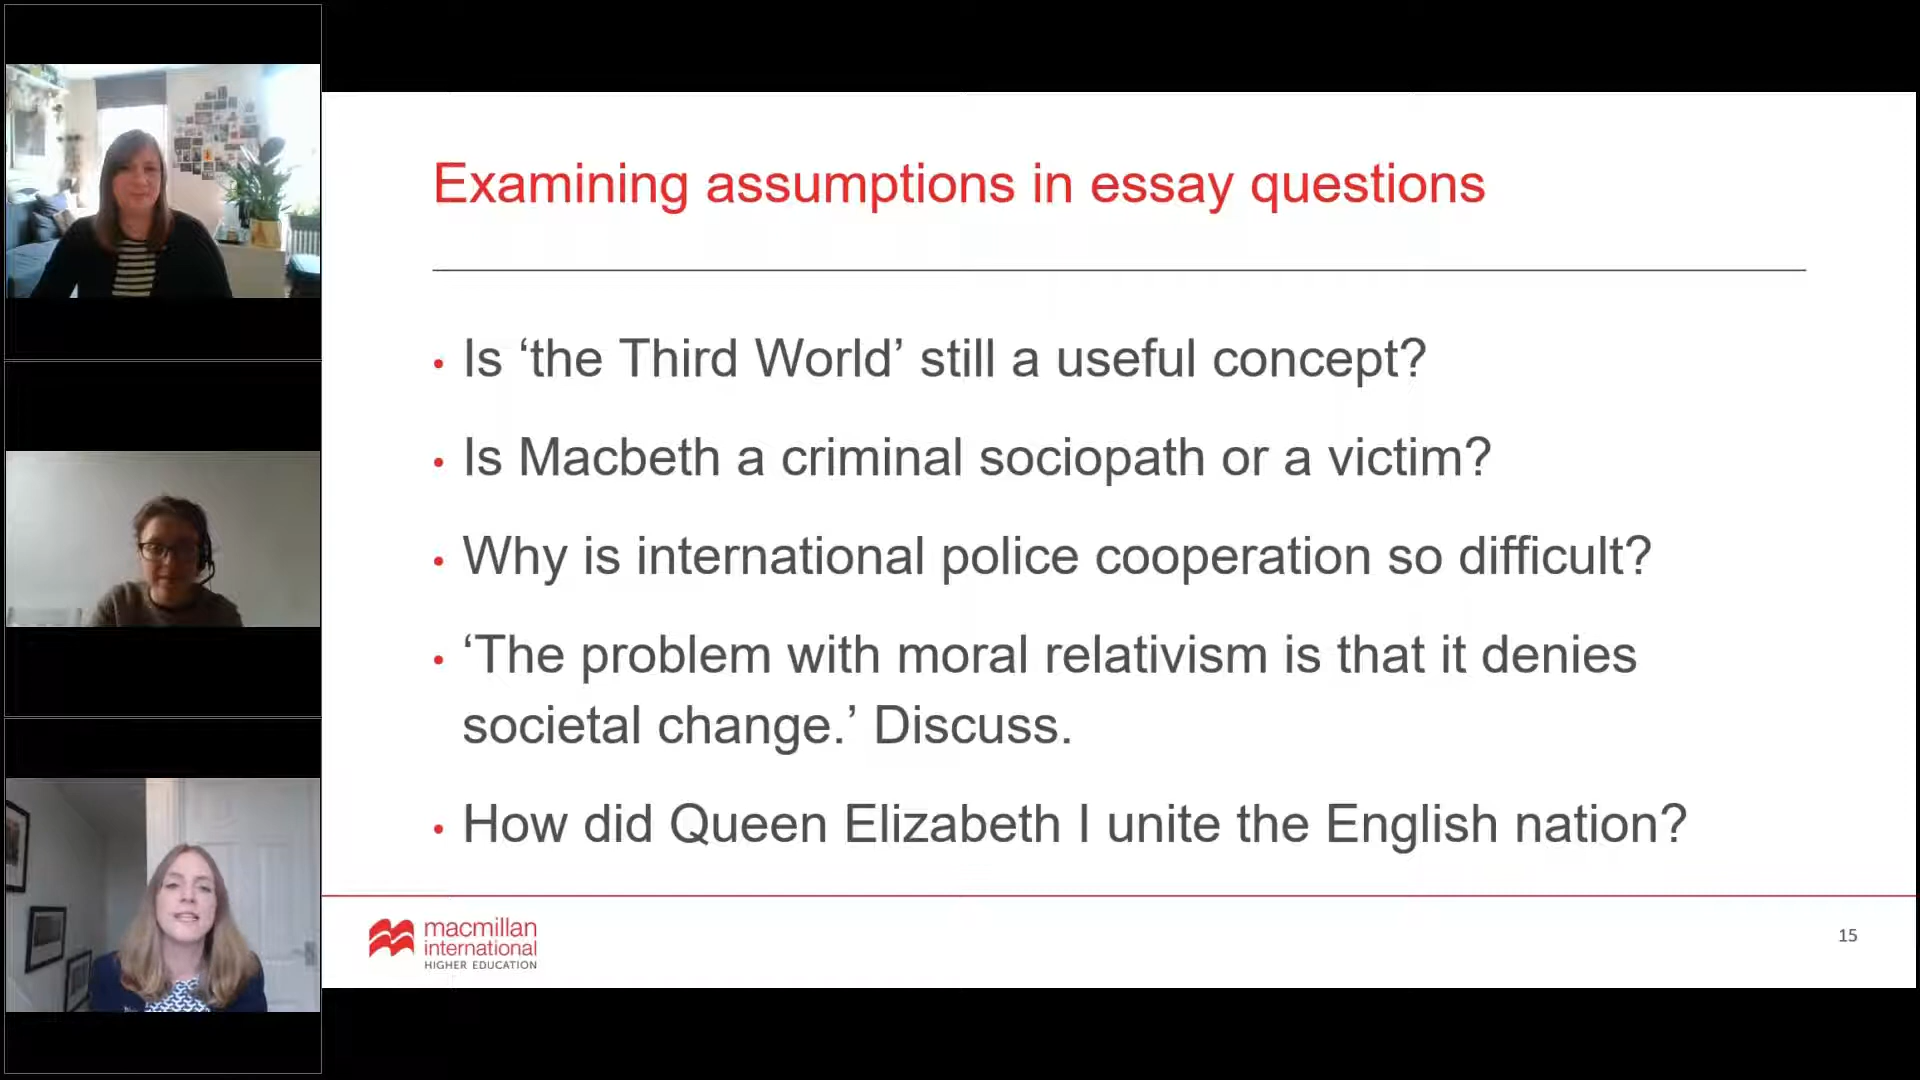 Examining assumptions in essay questions
• Is ‘the Third World’ still a useful concept?
• Is Macbeth a criminal sociopath or a victim?
• Why is international police cooperation so difficult?
• ‘The problem with moral relativism is that it denies
societal change.’ Discuss.
• How did Queen Elizabeth I unite the English nation?
macmillan
international
HIGHER EDUCATION
15